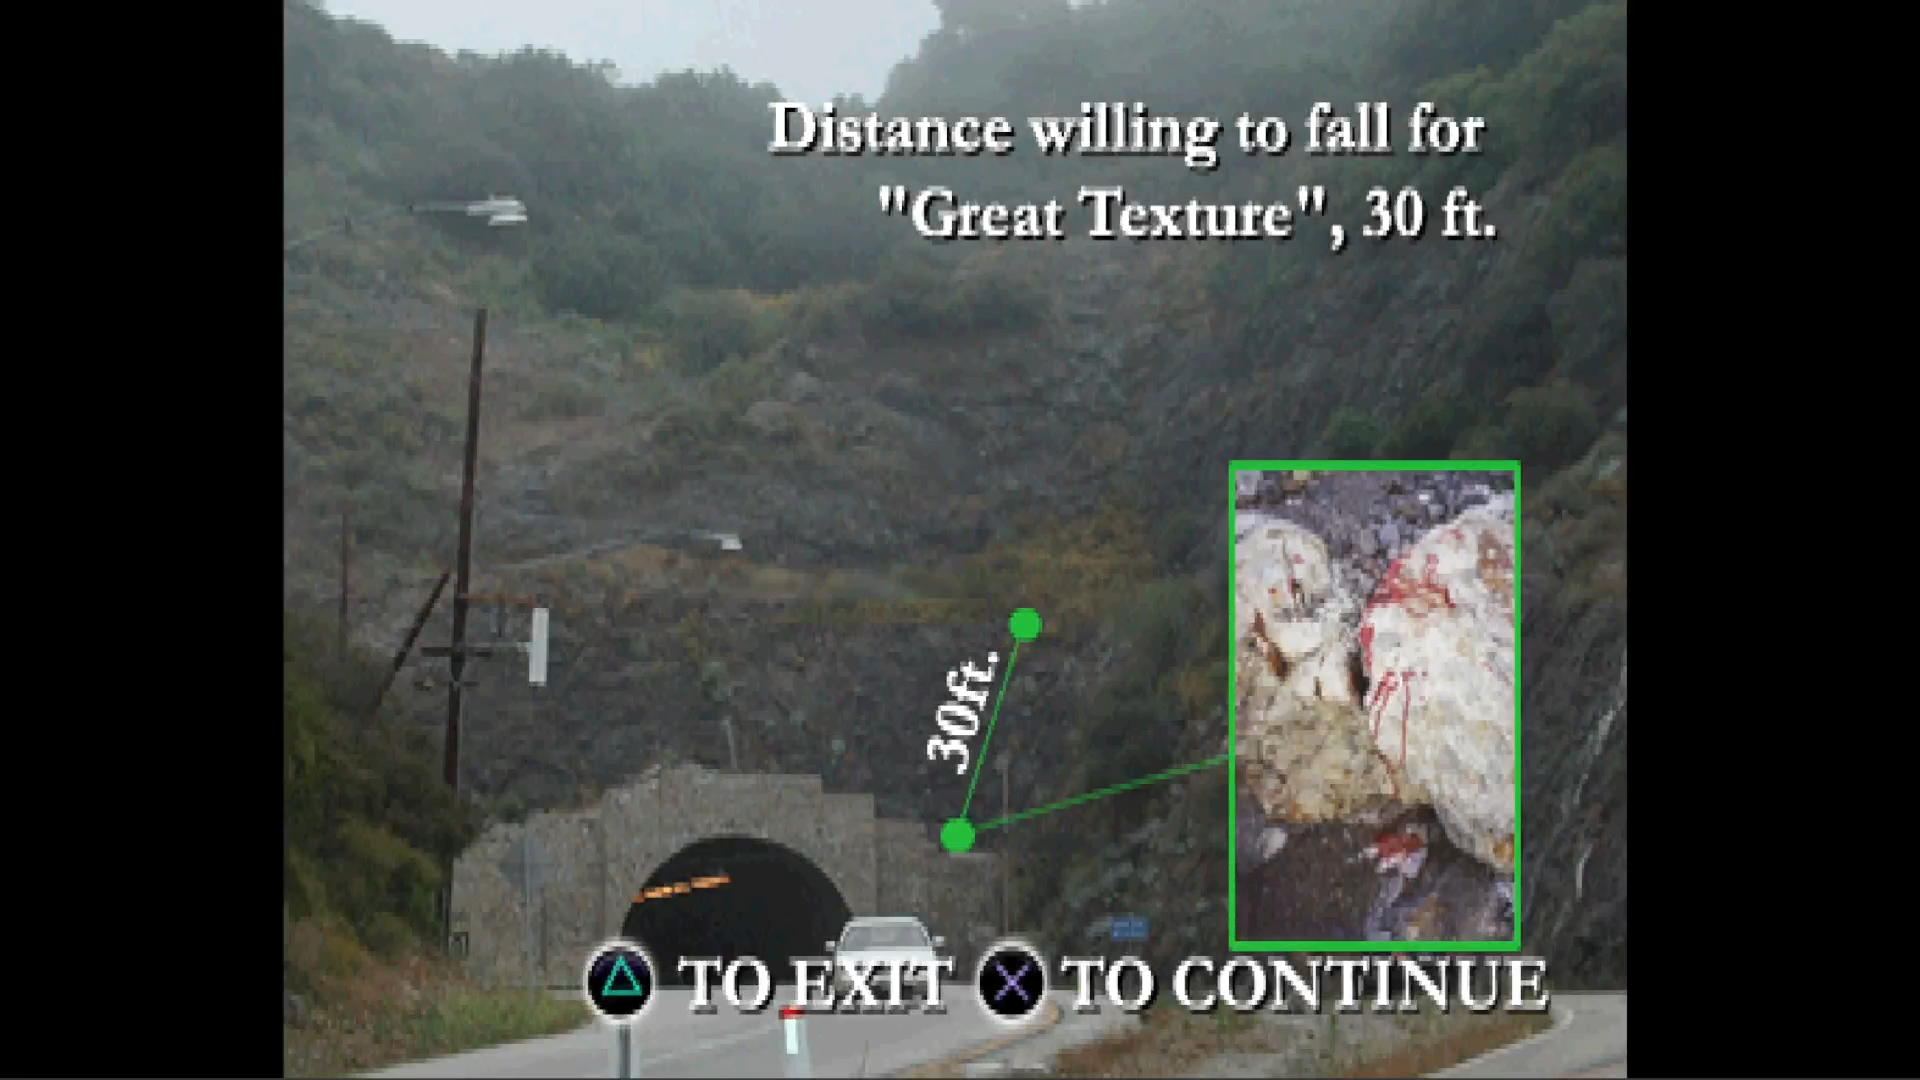 Distance willing to fall for
"Great Texture", 30 ft.
30ft.
TO EXIT TO CONTINUE